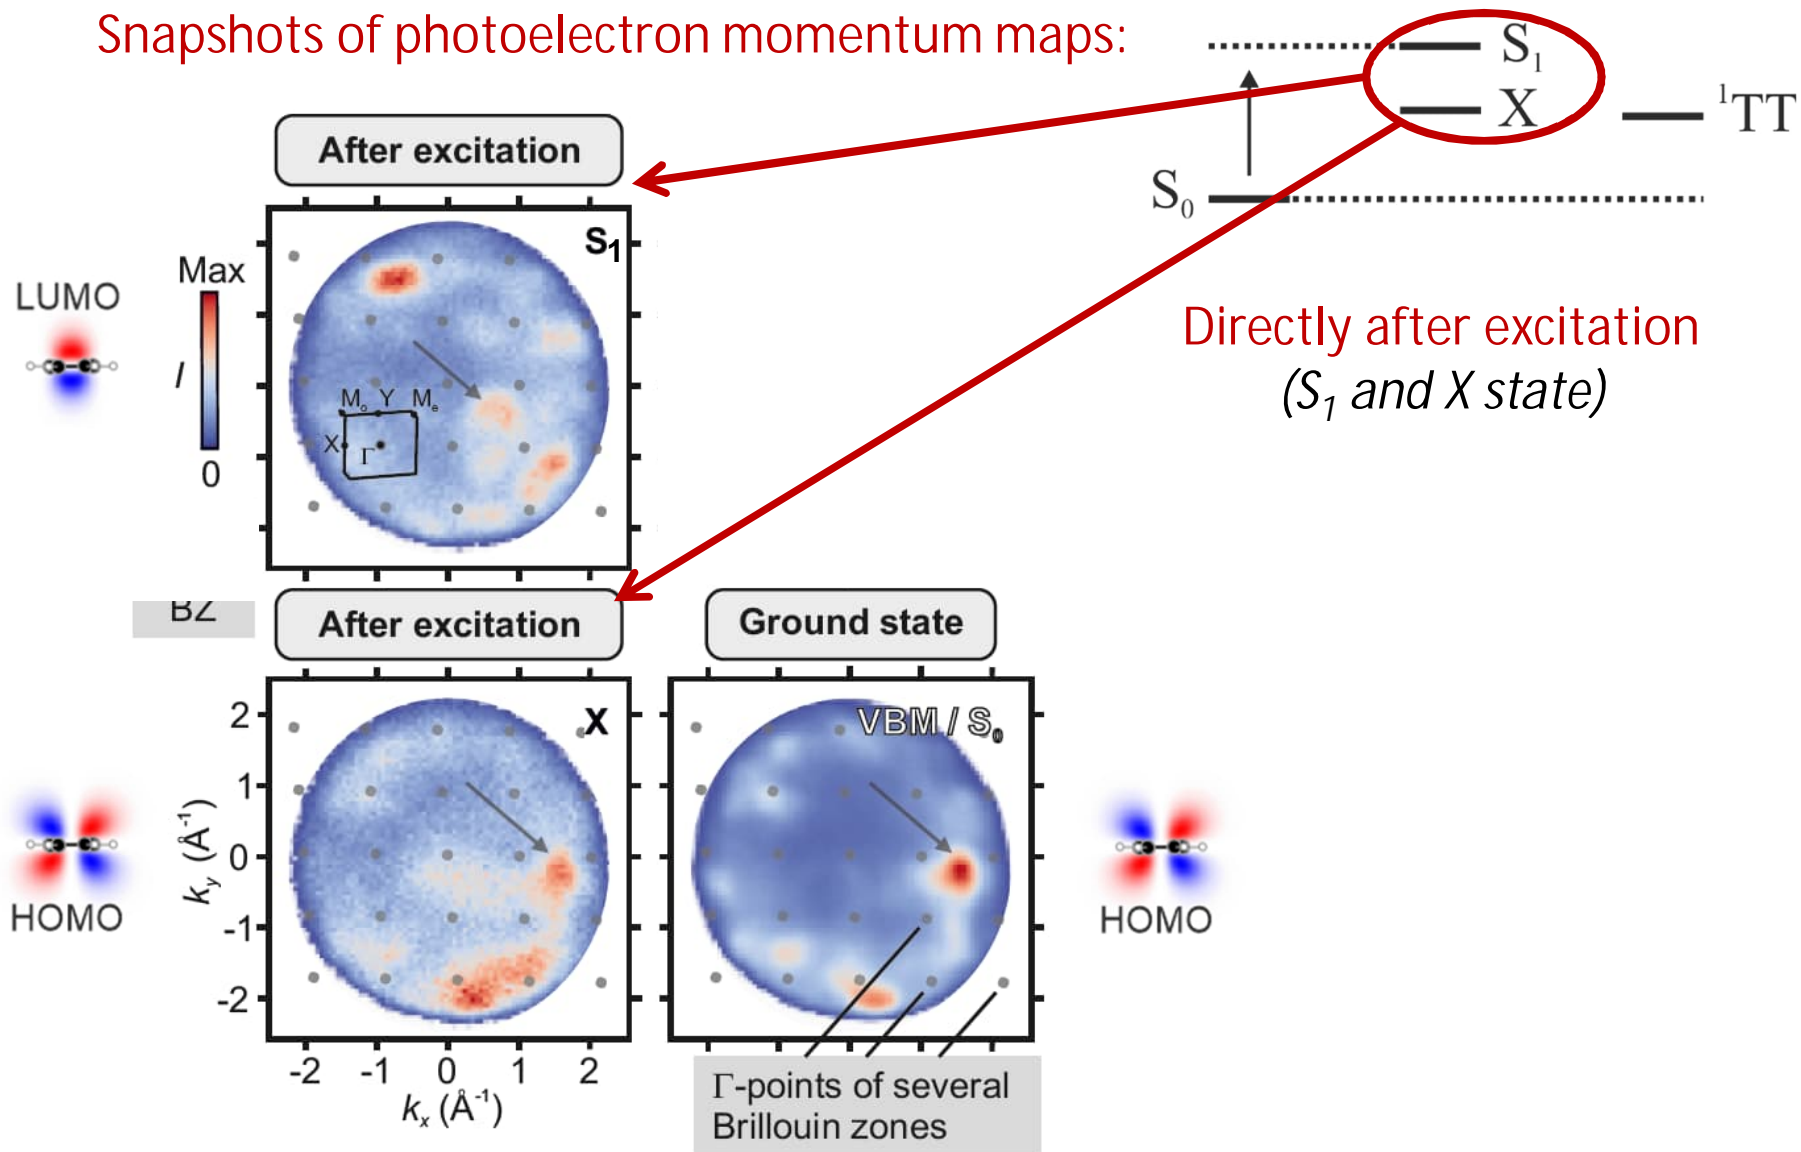 Snapshots of photoelectron momentum maps:
S1
X
1TT
S0
After excitation
S1
Max
LUMO
I
0
Mo Y Me
X Γ
Directly after excitation
(S1 and X state)
BZ
After excitation
Ground state
X
VBM / S0
2
1
0
-1
-2
ky (Å-1)
HOMO
HOMO
-2 -1 0 1 2
kx (Å-1)
Γ-points of several
Brillouin zones